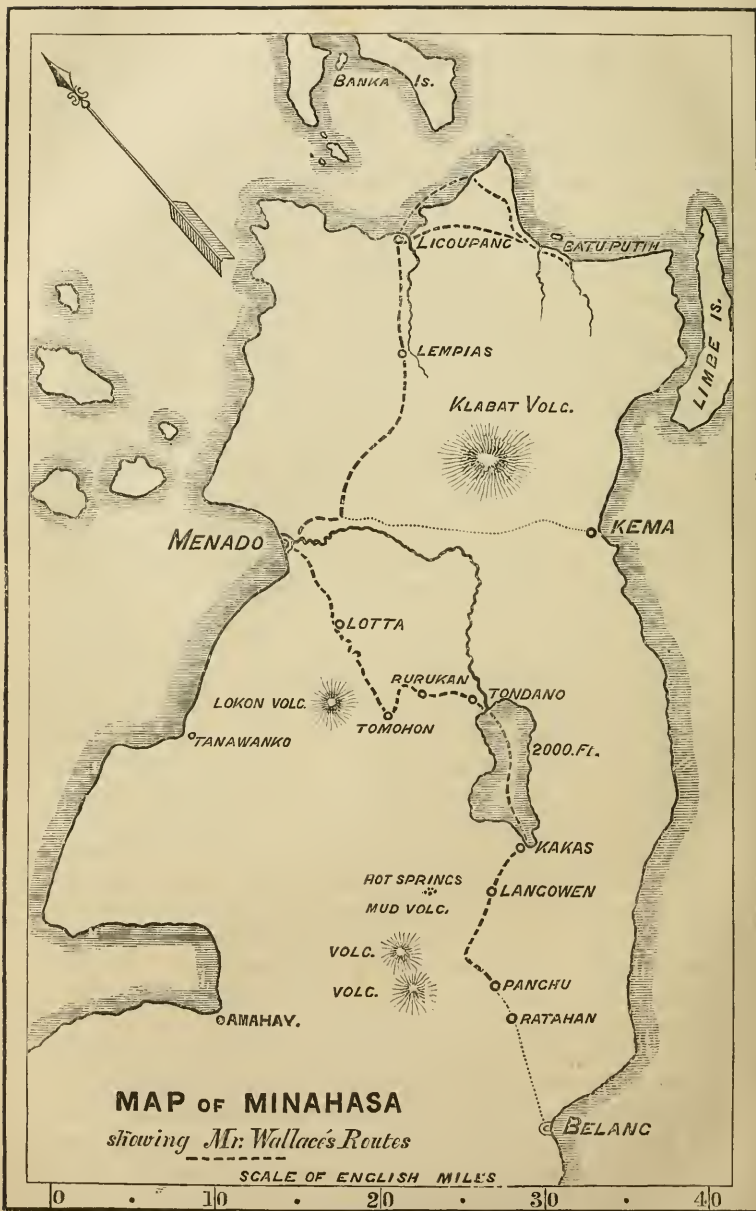 BANKA IS.
LICOUPANG
BATU PUTIH
LIMBE IS.
LEMPIAS
KLABAT VOLC.
MENADO
KEMA
LOTTA
RURUKAN
TONDANO
LOKON VOLC.
TOMOHON
TANAWANKO
2000.Ft.
KAKAS
HOT SPRINGS
LANGOWEN
MUD VOLC.
VOLC.
PANCHU
VOLC.
RATAHAN
AMAHAY.
MAP OF MINAHASA
BELANG
showing Mr. Wallace's Routes
SCALE OF ENGLISH MILES
0 10 20 30 40